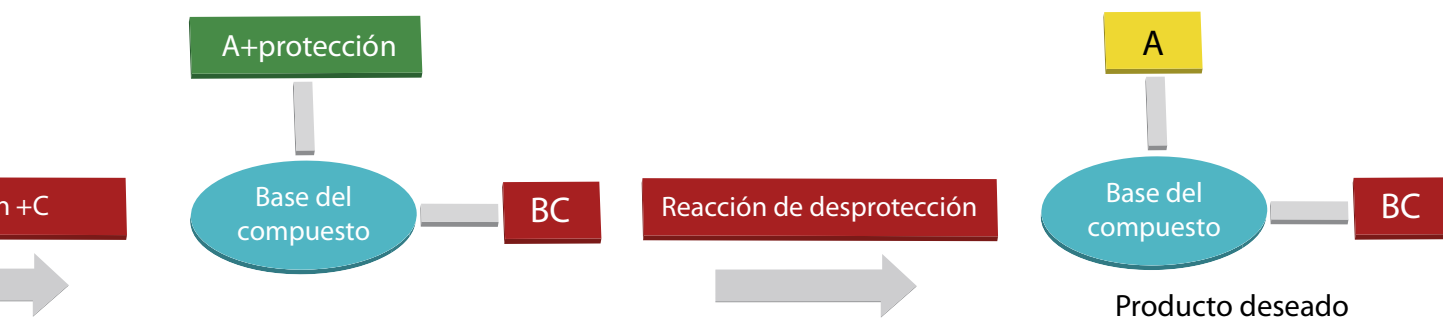 A+protección
A
n +C
Base del
compuesto
BC
Reacción de desprotección
Base del
compuesto
BC
Producto deseado